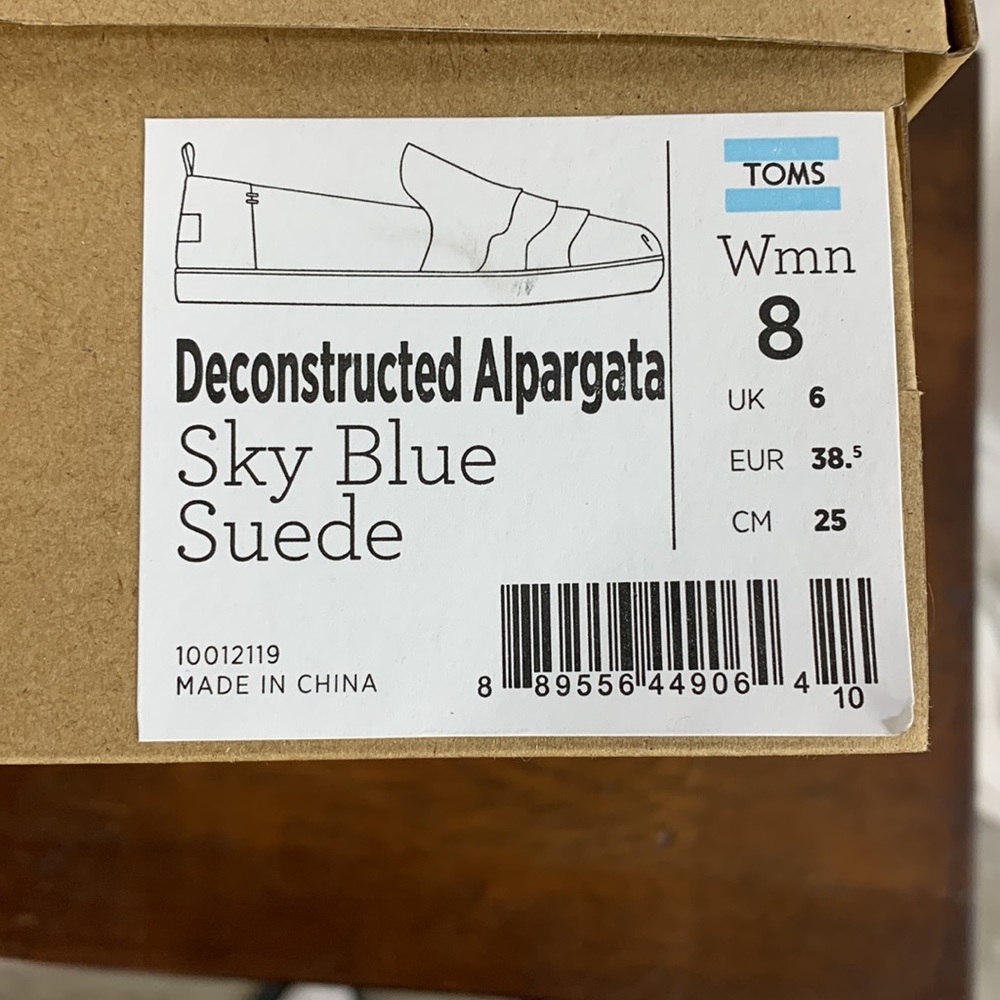 TOMS
Wmn
8
UK 6
EUR 38.5
CM 25
Deconstructed Alpargata
Sky Blue
Suede
10012119
MADE IN CHINA
8 89556 44906 4 10